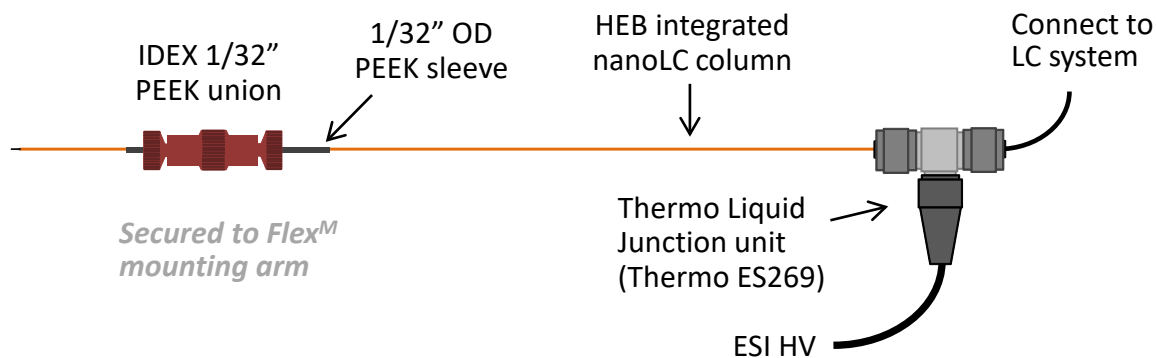 IDEX 1/32”
PEEK union
1/32” OD
PEEK sleeve
HEB integrated
nanoLC column
Connect to
LC system
Secured to Flexᴹ
mounting arm
Thermo Liquid
Junction unit
(Thermo ES269)
ESI HV